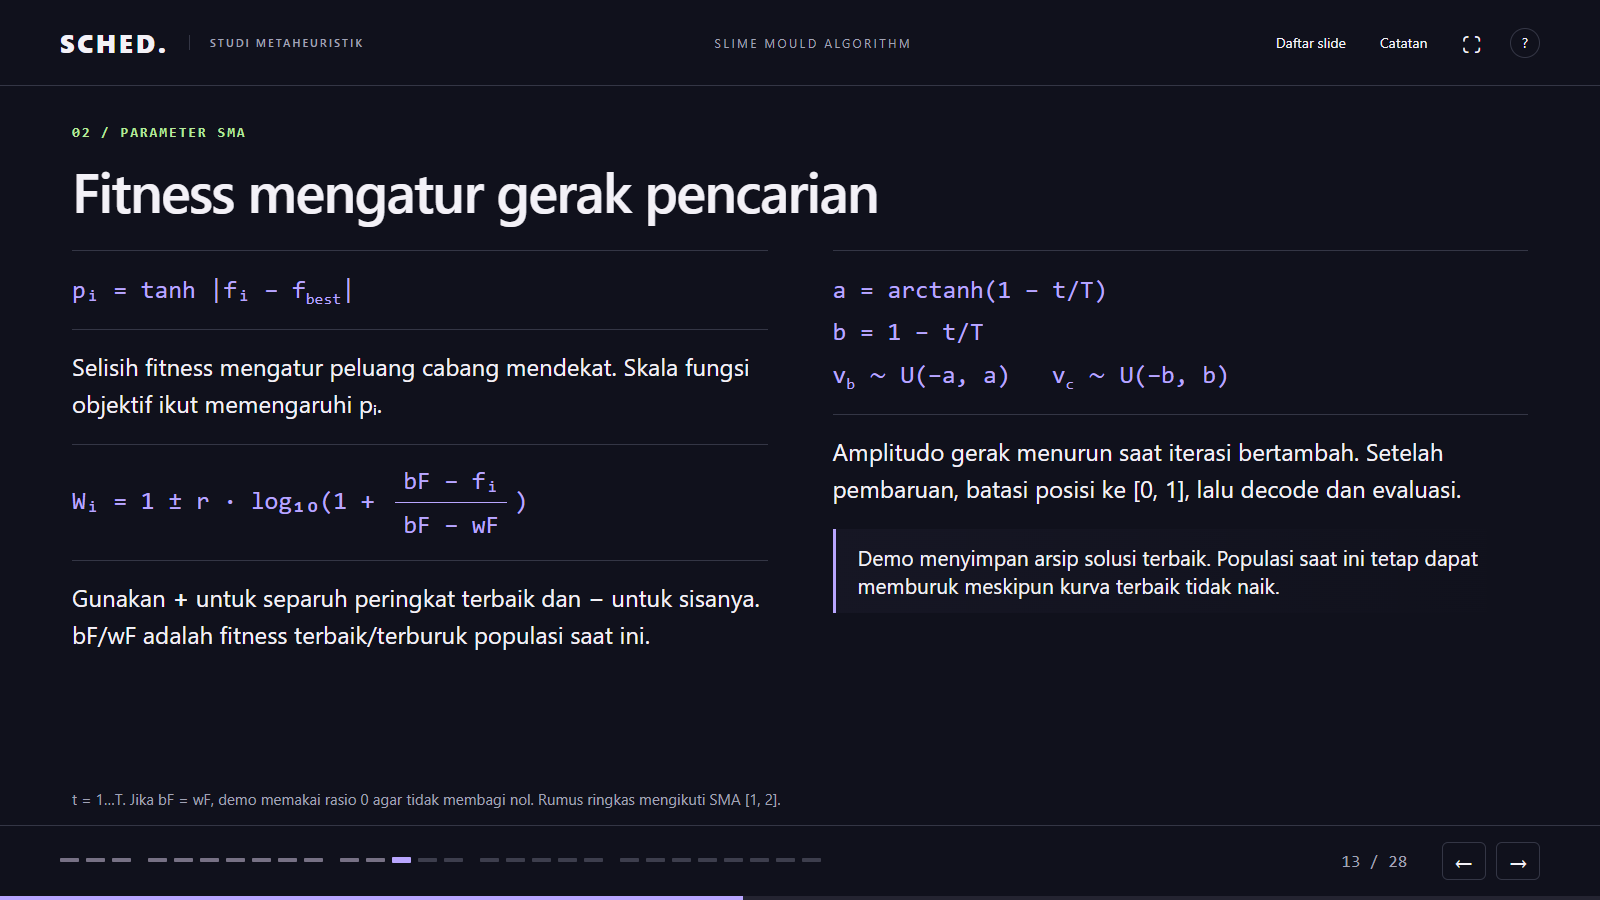 SCHED.
STUDI METAHEURISTIK
SLIME MOULD ALGORITHM
Daftar slide
Catatan
?
02 / PARAMETER SMA
Fitness mengatur gerak pencarian
pᵢ = tanh |fᵢ − f_best|
Selisih fitness mengatur peluang cabang mendekat. Skala fungsi
objektif ikut memengaruhi pᵢ.
Wᵢ = 1 ± r · log₁₀(1 + (bF − fᵢ)/(bF − wF))
Gunakan + untuk separuh peringkat terbaik dan − untuk sisanya.
bF/wF adalah fitness terbaik/terburuk populasi saat ini.
a = arctanh(1 − t/T)
b = 1 − t/T
v_b ~ U(−a, a) v_c ~ U(−b, b)
Amplitudo gerak menurun saat iterasi bertambah. Setelah
pembaruan, batasi posisi ke [0, 1], lalu decode dan evaluasi.
Demo menyimpan arsip solusi terbaik. Populasi saat ini tetap dapat
memburuk meskipun kurva terbaik tidak naik.
t = 1…T. Jika bF = wF, demo memakai rasio 0 agar tidak membagi nol. Rumus ringkas mengikuti SMA [1, 2].
13 / 28
← →